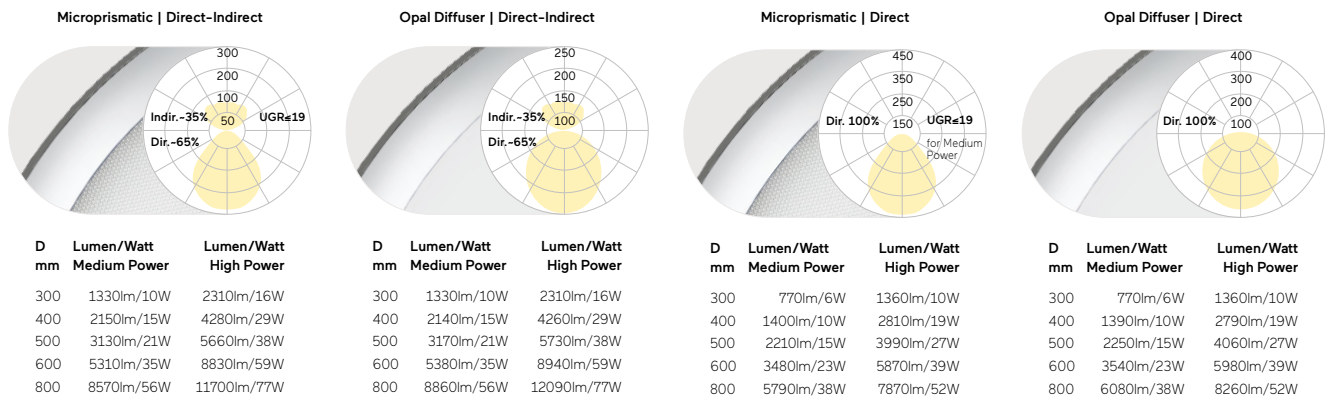 Microprismatic | Direct-Indirect
300
200
100
50
Indir.-35%
UGR≤19
Dir.-65%
D Lumen/Watt Lumen/Watt
mm Medium Power High Power
300 1330lm/10W 2310lm/16W
400 2150lm/15W 4280lm/29W
500 3130lm/21W 5660lm/38W
600 5310lm/35W 8830lm/59W
800 8570lm/56W 11700lm/77W
Opal Diffuser | Direct-Indirect
250
200
150
100
Indir.-35%
Dir.-65%
D Lumen/Watt Lumen/Watt
mm Medium Power High Power
300 1330lm/10W 2310lm/16W
400 2140lm/15W 4260lm/29W
500 3170lm/21W 5730lm/38W
600 5380lm/35W 8940lm/59W
800 8860lm/56W 12090lm/77W
Microprismatic | Direct
450
350
250
150
Dir. 100%
UGR≤19
for Medium
Power
D Lumen/Watt Lumen/Watt
mm Medium Power High Power
300 770lm/6W 1360lm/10W
400 1400lm/10W 2810lm/19W
500 2210lm/15W 3990lm/27W
600 3480lm/23W 5870lm/39W
800 5790lm/38W 7870lm/52W
Opal Diffuser | Direct
400
300
200
100
Dir. 100%
D Lumen/Watt Lumen/Watt
mm Medium Power High Power
300 770lm/6W 1360lm/10W
400 1390lm/10W 2790lm/19W
500 2250lm/15W 4060lm/27W
600 3540lm/23W 5980lm/39W
800 6080lm/38W 8260lm/52W